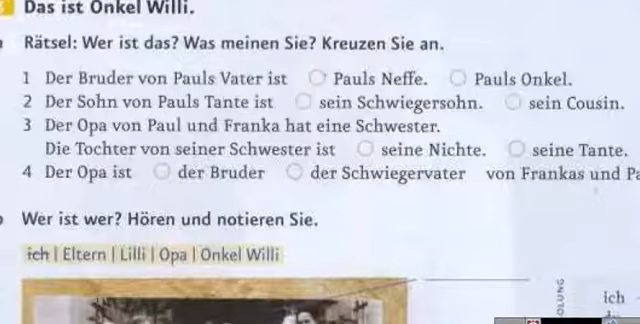 Das ist Onkel Willi.
Rätsel: Wer ist das? Was meinen Sie? Kreuzen Sie an.
1 Der Bruder von Pauls Vater ist Pauls Neffe. Pauls Onkel.
2 Der Sohn von Pauls Tante ist sein Schwiegersohn. sein Cousin.
3 Der Opa von Paul und Franka hat eine Schwester.
Die Tochter von seiner Schwester ist seine Nichte. seine Tante.
4 Der Opa ist der Bruder der Schwiegervater von Frankas und Pa
Wer ist wer? Hören und notieren Sie.
ich | Eltern | Lilli | Opa | Onkel Willi
OLUNG
ich